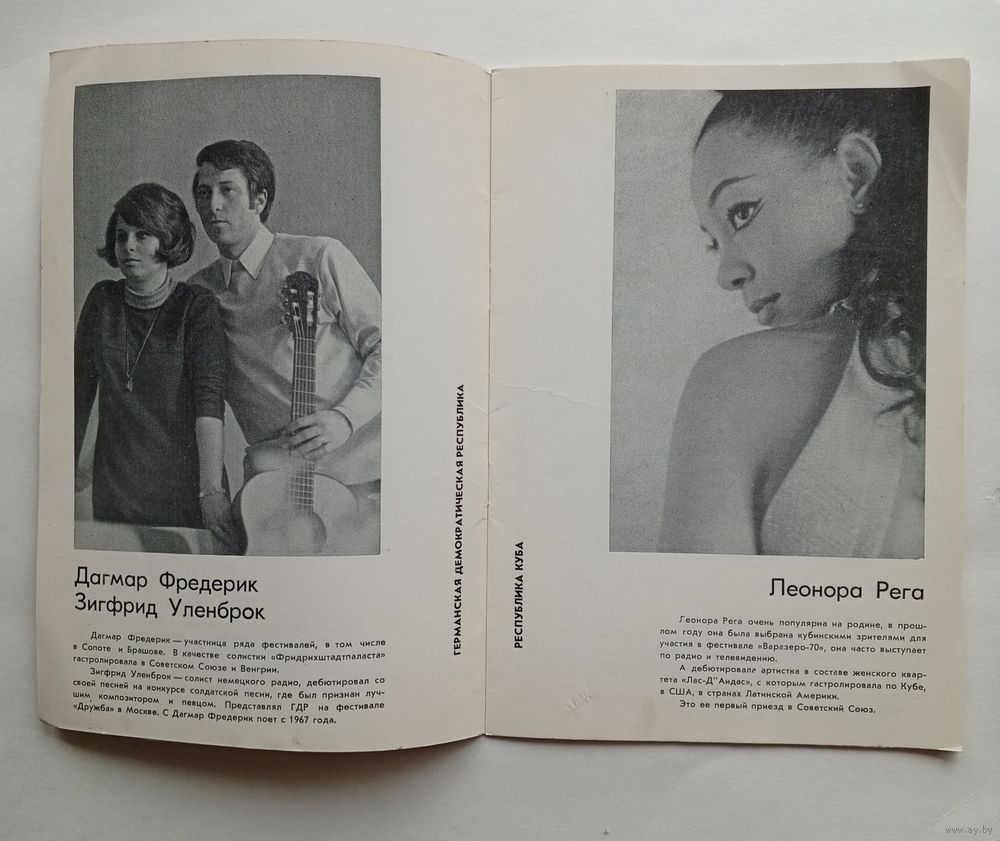 ГЕРМАНСКАЯ ДЕМОКРАТИЧЕСКАЯ РЕСПУБЛИКА
Дагмар Фредерик
Зигфрид Уленброк
Дагмар Фредерик — участница ряда фестивалей, в том числе
в Сопоте и Брашове. В качестве солистки «Фридрихштадтпаласта»
гастролировала в Советском Союзе и Венгрии.
Зигфрид Уленброк — солист немецкого радио, дебютировал со
своей песней на конкурсе солдатской песни, где был признан луч-
шим композитором и певцом. Представлял ГДР на фестивале
«Дружба» в Москве. С Дагмар Фредерик поет с 1967 года.
РЕСПУБЛИКА КУБА
Леонора Рега
Леонора Рега очень популярна на родине, в прош-
лом году она была выбрана кубинскими зрителями для
участия в фестивале «Варазеро-70», она часто выступает
по радио и телевидению.
А дебютировала артистка в составе женского квар-
тета «Лас-Д"Аидас», с которым гастролировала по Кубе,
в США, в странах Латинской Америки.
Это ее первый приезд в Советский Союз.
www.ay.by